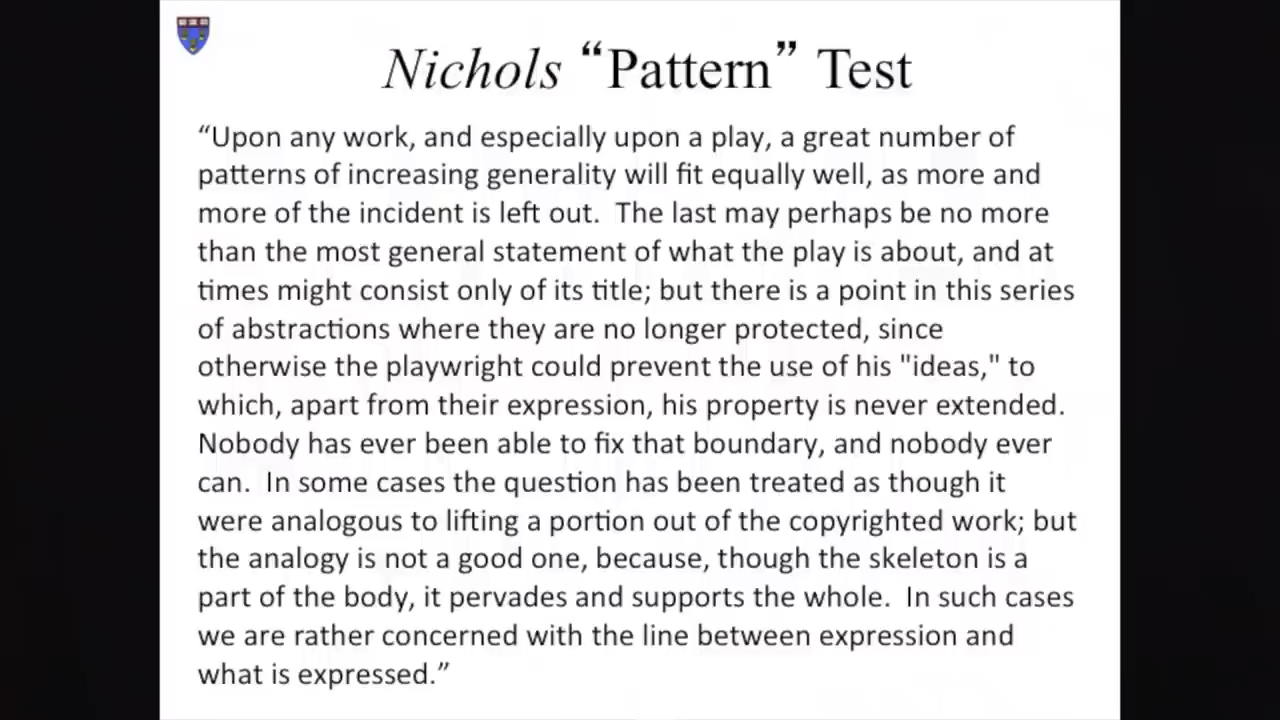 Nichols “Pattern” Test
“Upon any work, and especially upon a play, a great number of
patterns of increasing generality will fit equally well, as more and
more of the incident is left out.  The last may perhaps be no more
than the most general statement of what the play is about, and at
times might consist only of its title; but there is a point in this series
of abstractions where they are no longer protected, since
otherwise the playwright could prevent the use of his "ideas," to
which, apart from their expression, his property is never extended.
Nobody has ever been able to fix that boundary, and nobody ever
can.  In some cases the question has been treated as though it
were analogous to lifting a portion out of the copyrighted work; but
the analogy is not a good one, because, though the skeleton is a
part of the body, it pervades and supports the whole.  In such cases
we are rather concerned with the line between expression and
what is expressed.”